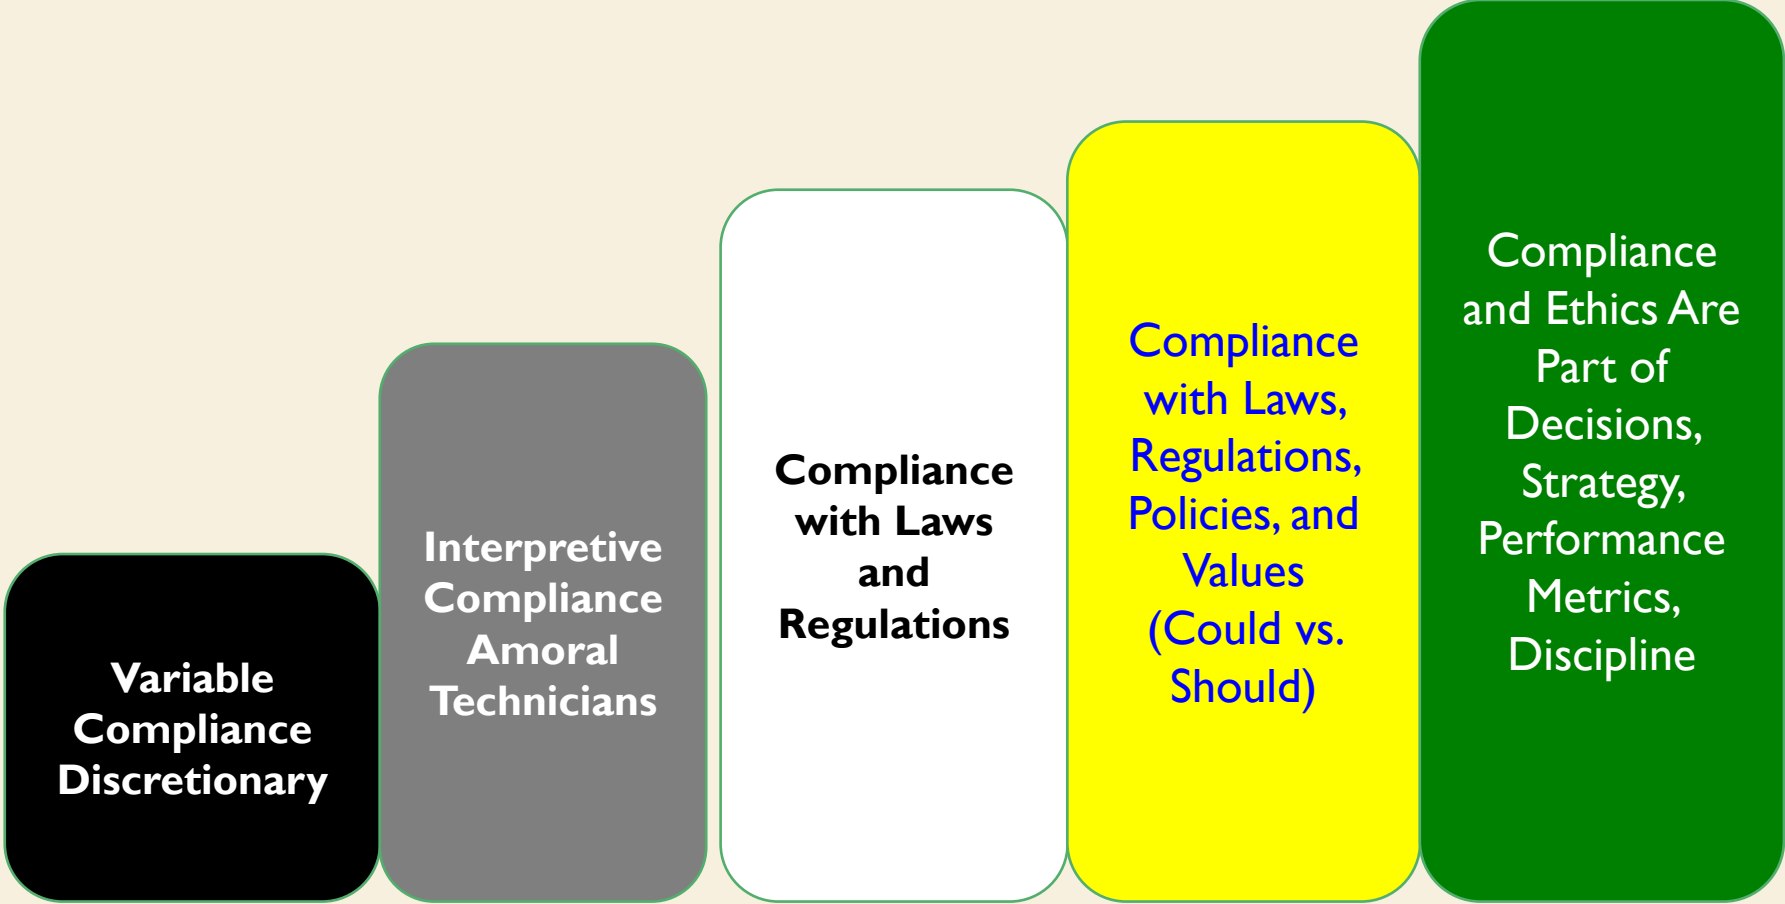 Variable
Compliance
Discretionary
Interpretive
Compliance
Amoral
Technicians
Compliance
with Laws
and
Regulations
Compliance
with Laws,
Regulations,
Policies, and
Values
(Could vs.
Should)
Compliance
and Ethics Are
Part of
Decisions,
Strategy,
Performance
Metrics,
Discipline